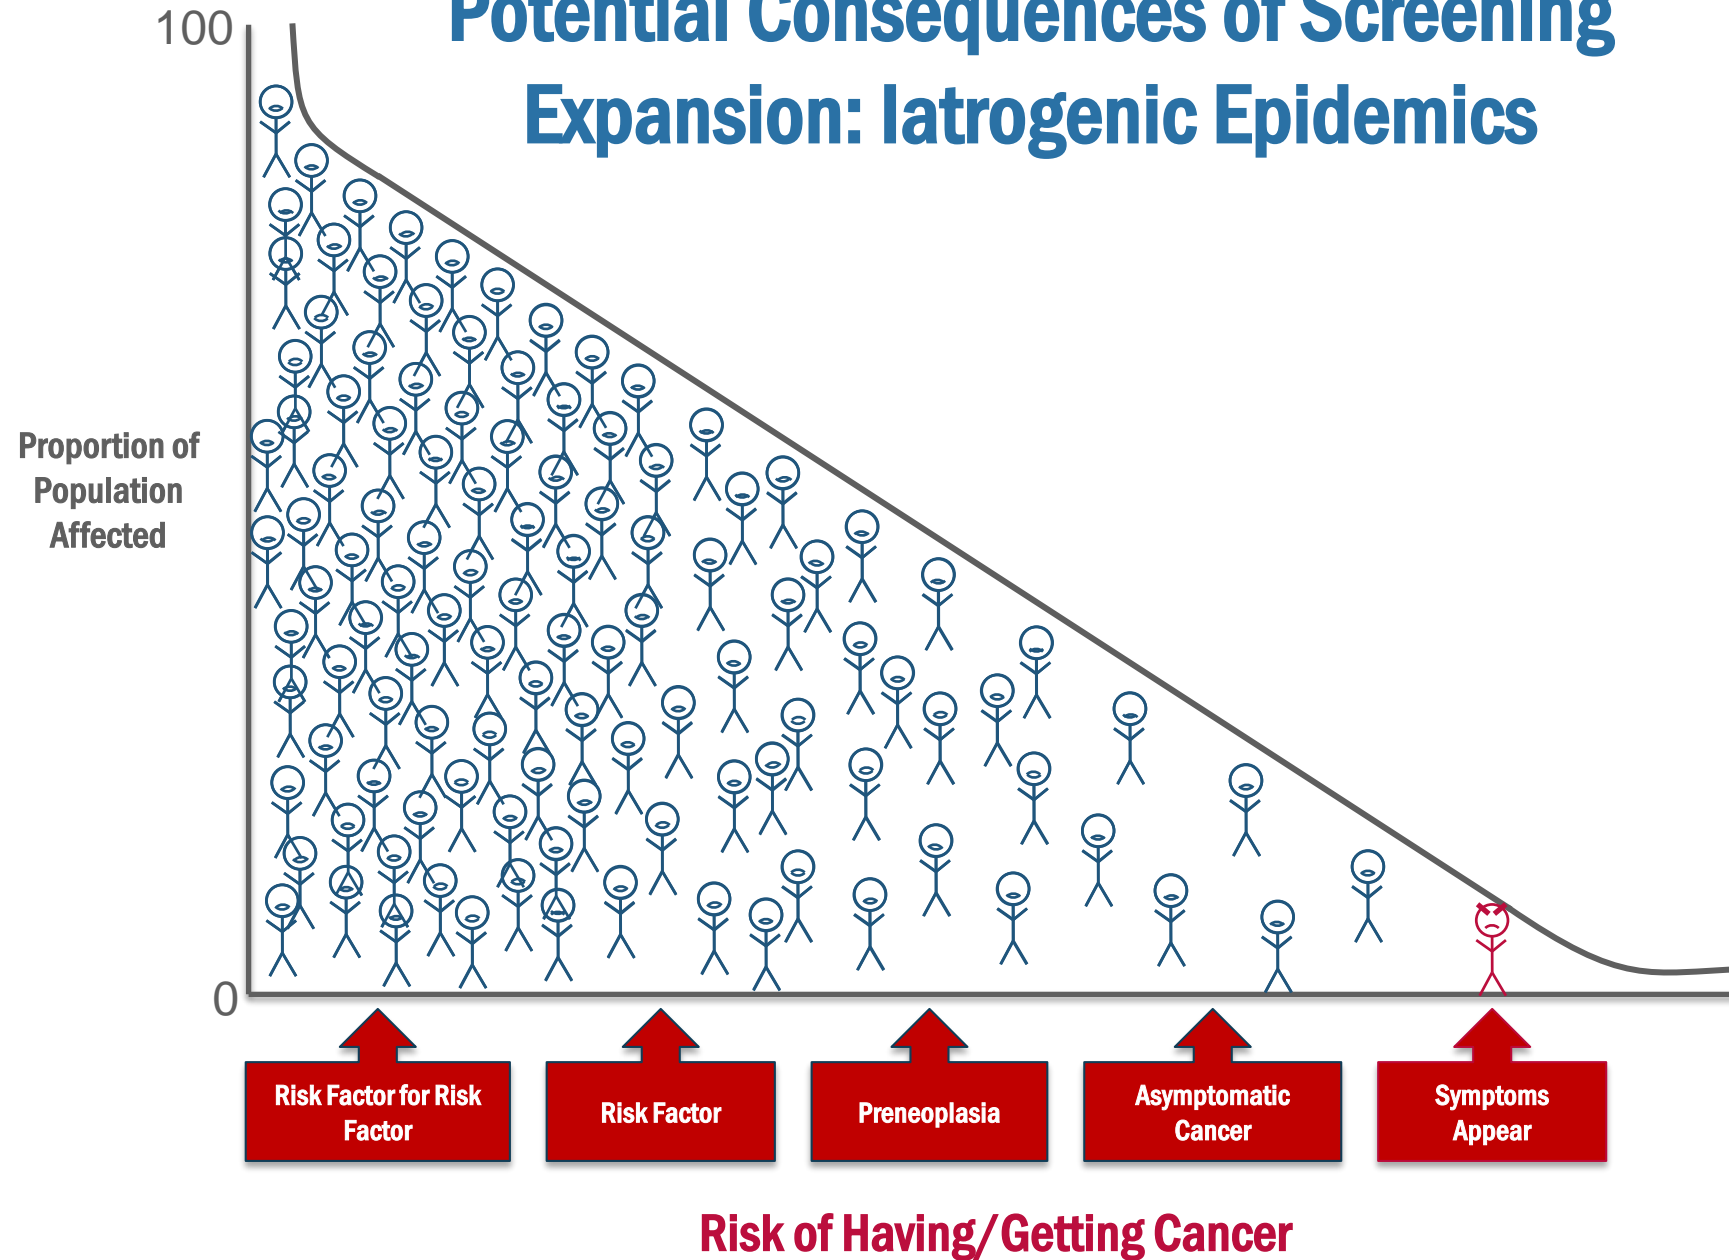 Potential Consequences of Screening
Expansion: Iatrogenic Epidemics
100
Proportion of
Population
Affected
0
Risk Factor for Risk
Factor
Risk Factor
Preneoplasia
Asymptomatic
Cancer
Symptoms
Appear
Risk of Having/Getting Cancer